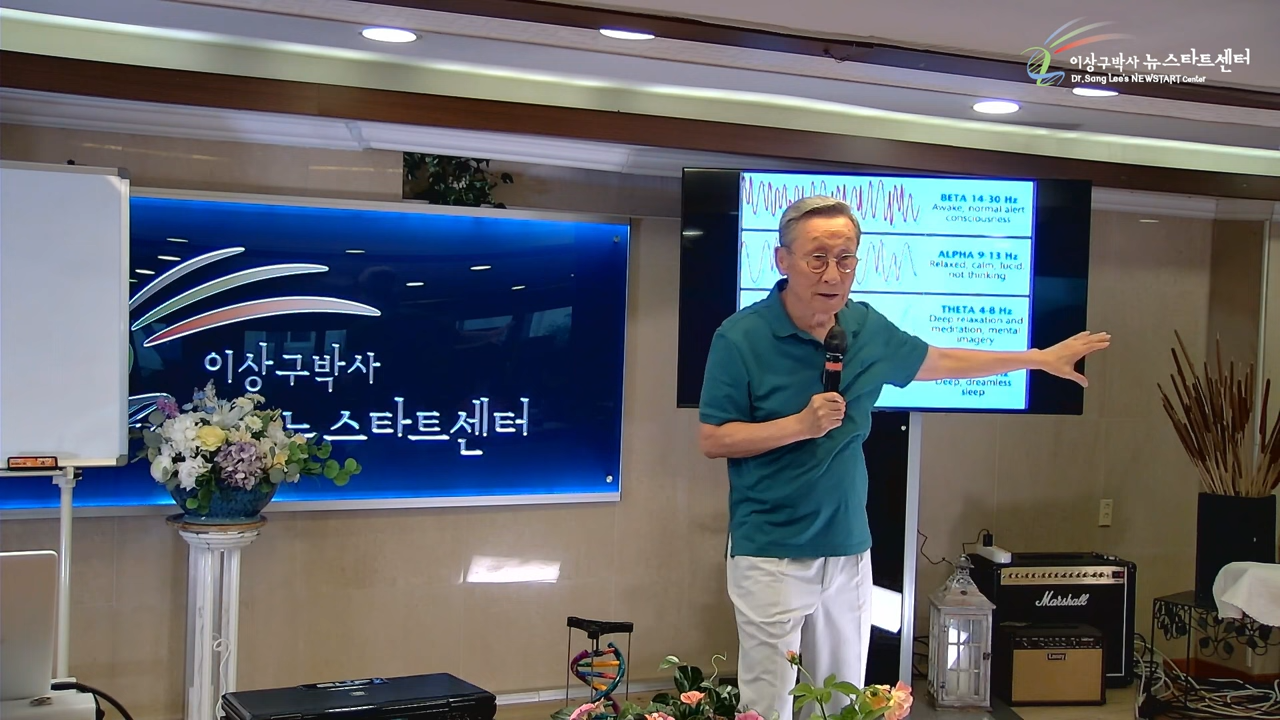 이상구박사 뉴스타트센터
Dr. Sang Lee's NEWSTART Center
BETA 14-30 Hz
Awake, normal alert
consciousness
ALPHA 9-13 Hz
Relaxed, calm, lucid,
not thinking
THETA 4-8 Hz
Deep relaxation and
meditation, mental
imagery
Hz
Deep, dreamless
sleep
이상구박사
뉴스타트센터
Marshall
Laney